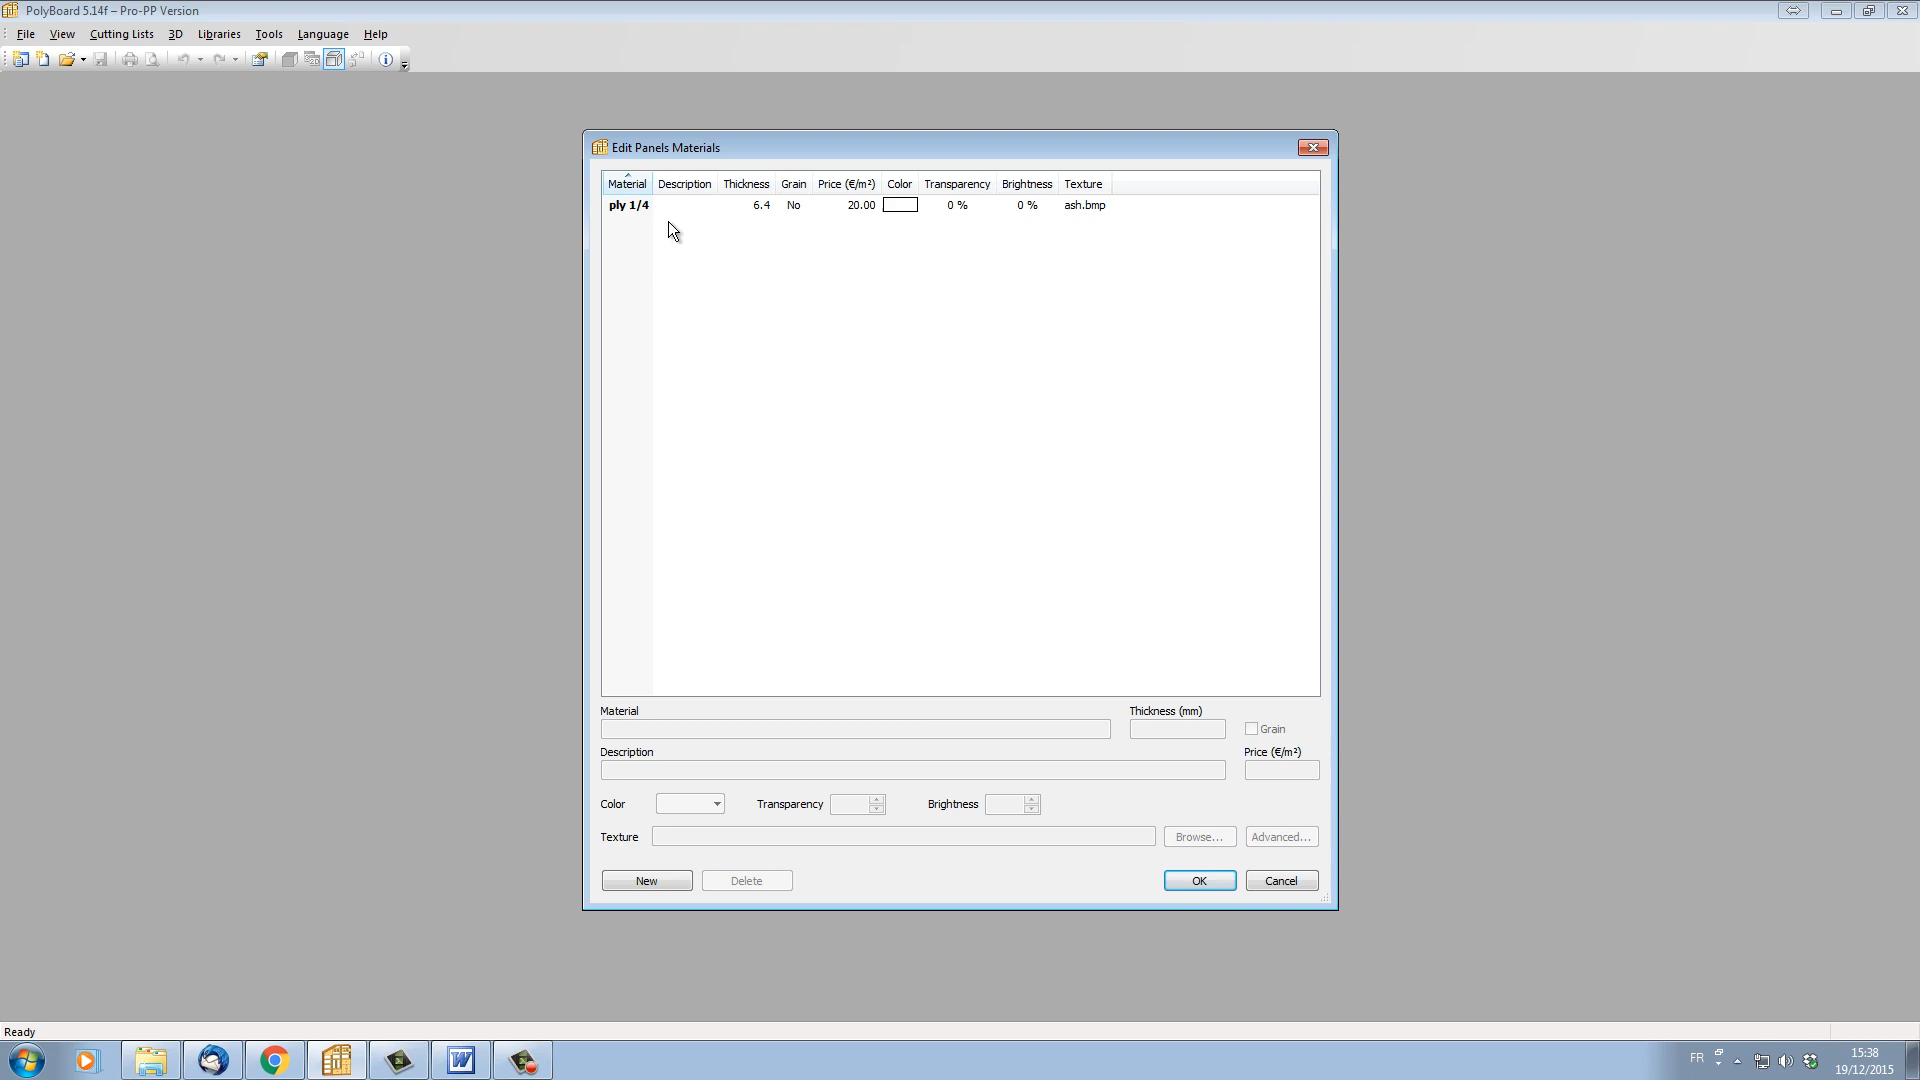 PolyBoard 5.14f – Pro-PP Version
File View Cutting Lists 3D Libraries Tools Language Help
Edit Panels Materials
Material Description Thickness Grain Price (€/m²) Color Transparency Brightness Texture
ply 1/4 6.4 No 20.00 0 % 0 % ash.bmp
Material Thickness (mm)
Grain
Description Price (€/m²)
Color Transparency Brightness
Texture Browse... Advanced...
New Delete OK Cancel
Ready
FR 15:38
19/12/2015